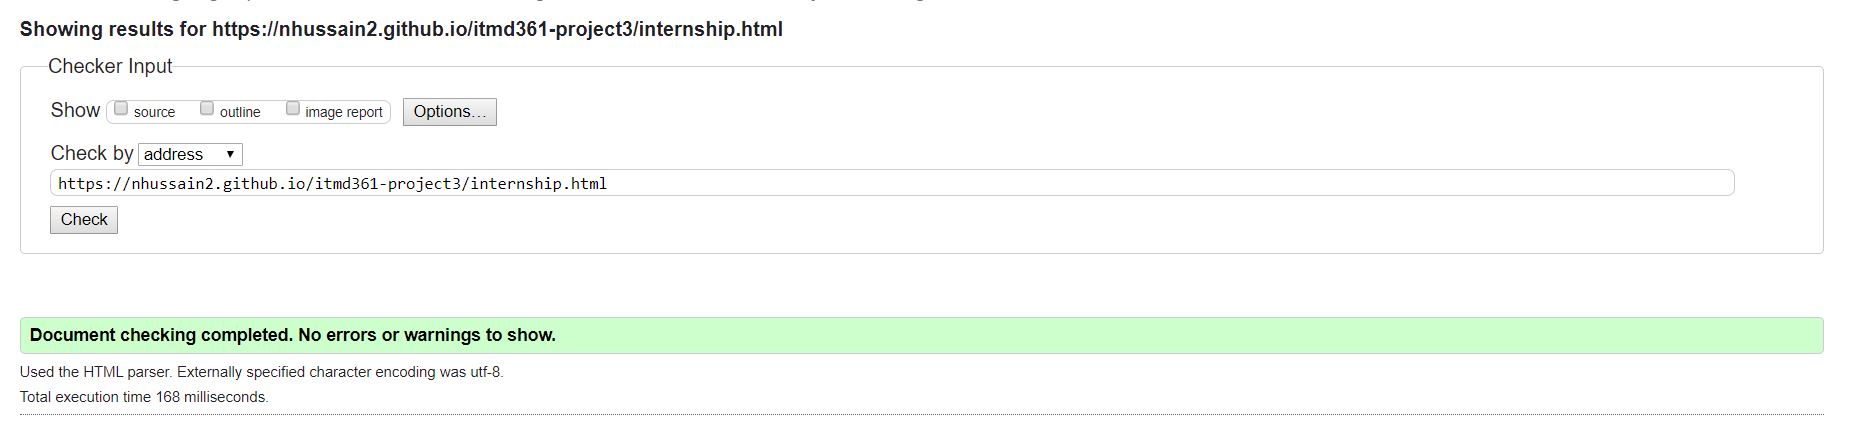 Showing results for https://nhussain2.github.io/itmd361-project3/internship.html
Checker Input
Show source outline image report Options...
Check by address
https://nhussain2.github.io/itmd361-project3/internship.html
Check
Document checking completed. No errors or warnings to show.
Used the HTML parser. Externally specified character encoding was utf-8.
Total execution time 168 milliseconds.